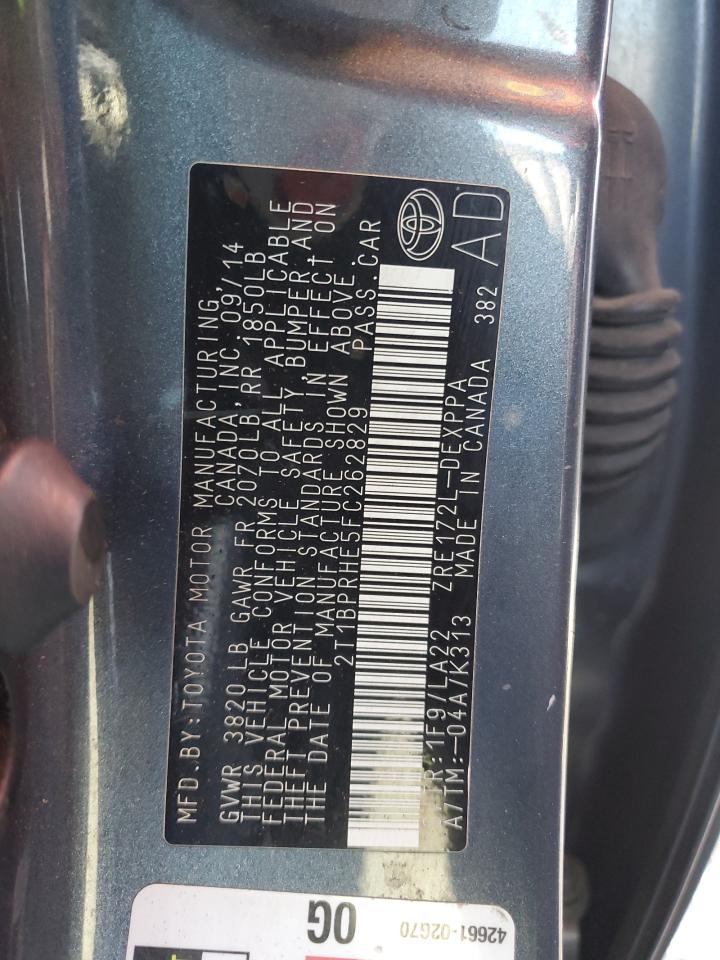 MFD.BY:TOYOTA MOTOR MANUFACTURING,
CANADA, INC. 09/14
GVWR 3820 LB GAWR FR 2070LB,RR 1850LB
THIS VEHICLE CONFORMS TO ALL APPLICABLE
FEDERAL MOTOR VEHICLE SAFETY, BUMPER,AND
THEFT PREVENTION STANDARDS IN EFFECT ON
THE DATE OF MANUFACTURE SHOWN ABOVE.
2T1BPRHE5FC262829 PASS.CAR
R:1F9/LA22 ZRE172L-DEXPPA
A/TM:-04A/K313 MADE IN CANADA 382
AD
0G
42661-02G70